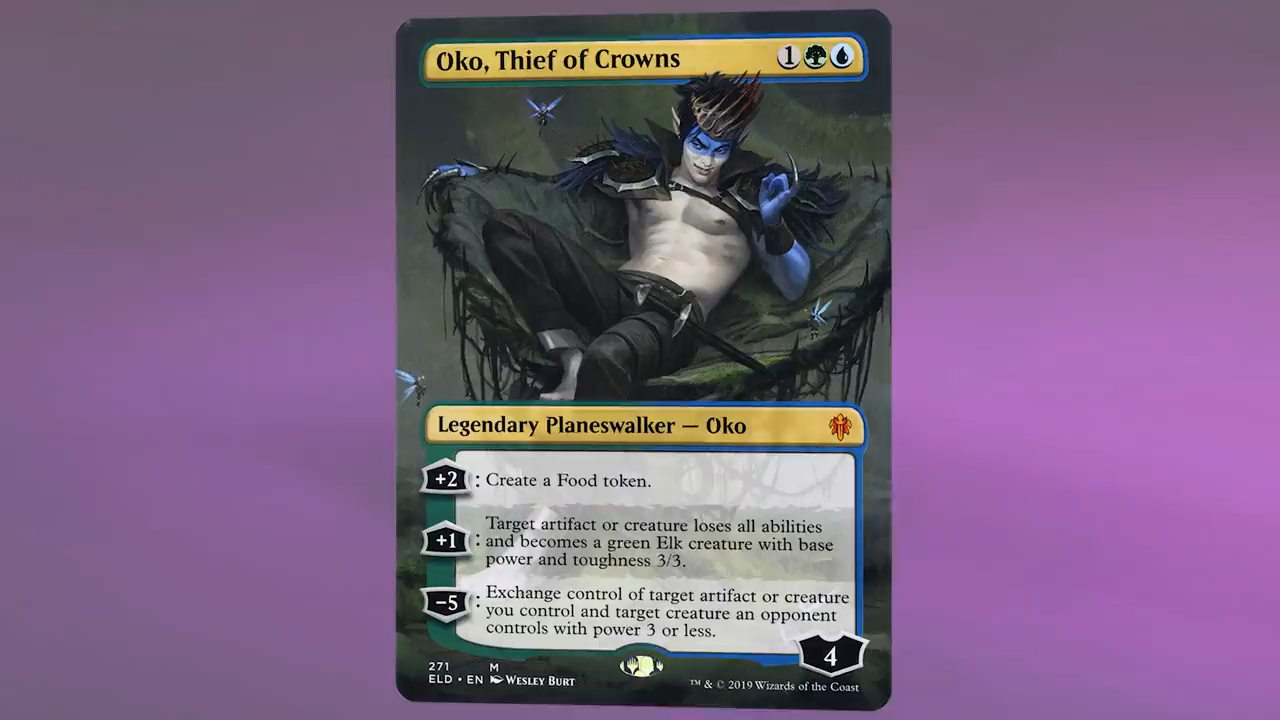 Oko, Thief of Crowns 1
Legendary Planeswalker — Oko
+2 : Create a Food token.
Target artifact or creature loses all abilities
+1 : and becomes a green Elk creature with base
power and toughness 3/3.
Exchange control of target artifact or creature
−5 : you control and target creature an opponent
controls with power 3 or less.
4
271 M
ELD • EN Wesley Burt
™ & © 2019 Wizards of the Coast